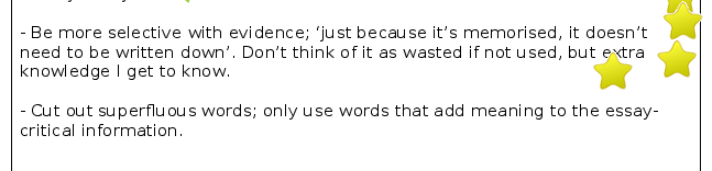 - Be more selective with evidence; ‘just because it’s memorised, it doesn’t
need to be written down’. Don’t think of it as wasted if not used, but extra
knowledge I get to know.
- Cut out superfluous words; only use words that add meaning to the essay-
critical information.